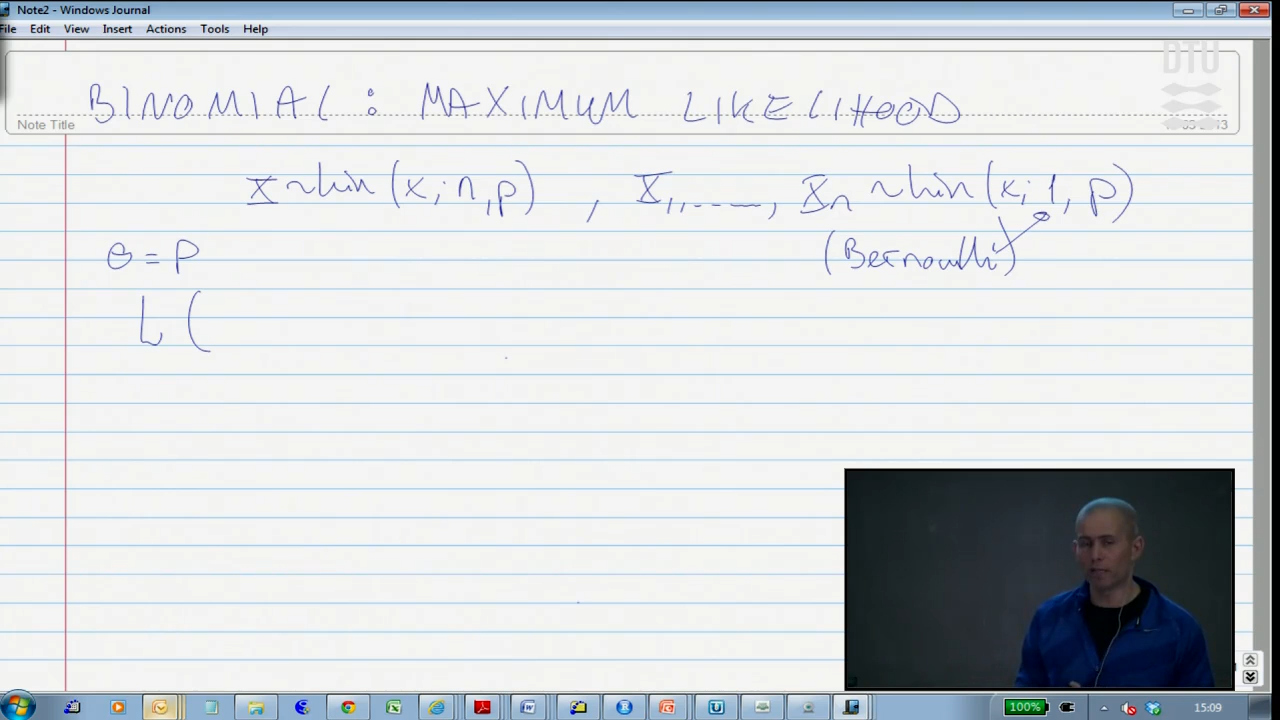 Note2 - Windows Journal
File Edit View Insert Actions Tools Help
DTU
BINOMIAL : MAXIMUM LIKELIHOOD
Note Title
X ~ bin (x; n, p) , X1, ..... , Xn ~ bin (x; 1, p)
(Bernoulli)
θ = P
L (
100% 15:09